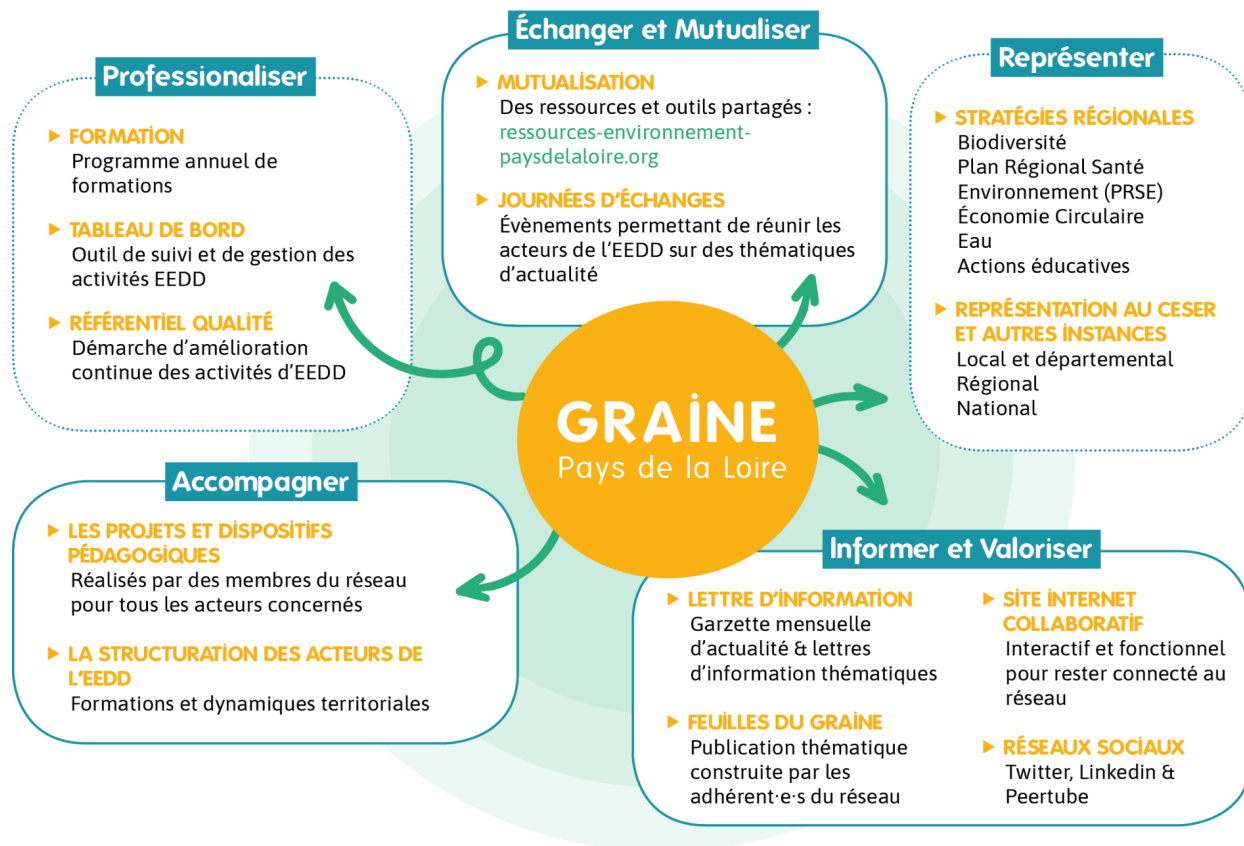 Professionaliser
▶ FORMATION
Programme annuel de
formations
▶ TABLEAU DE BORD
Outil de suivi et de gestion des
activités EEDD
▶ RÉFÉRENTIEL QUALITÉ
Démarche d'amélioration
continue des activités d'EEDD
Échanger et Mutualiser
▶ MUTUALISATION
Des ressources et outils partagés :
ressources-environnement-
paysdelaloire.org
▶ JOURNÉES D'ÉCHANGES
Évènements permettant de réunir les
acteurs de l'EEDD sur des thématiques
d'actualité
Représenter
▶ STRATÉGIES RÉGIONALES
Biodiversité
Plan Régional Santé
Environnement (PRSE)
Économie Circulaire
Eau
Actions éducatives
▶ REPRÉSENTATION AU CESER
ET AUTRES INSTANCES
Local et départemental
Régional
National
GRAINE
Pays de la Loire
Accompagner
▶ LES PROJETS ET DISPOSITIFS
PÉDAGOGIQUES
Réalisés par des membres du réseau
pour tous les acteurs concernés
▶ LA STRUCTURATION DES ACTEURS DE
L'EEDD
Formations et dynamiques territoriales
Informer et Valoriser
▶ LETTRE D'INFORMATION
Garzette mensuelle
d'actualité & lettres
d'information thématiques
▶ FEUILLES DU GRAINE
Publication thématique
construite par les
adhérent·e·s du réseau
▶ SITE INTERNET
COLLABORATIF
Interactif et fonctionnel
pour rester connecté au
réseau
▶ RÉSEAUX SOCIAUX
Twitter, Linkedin &
Peertube